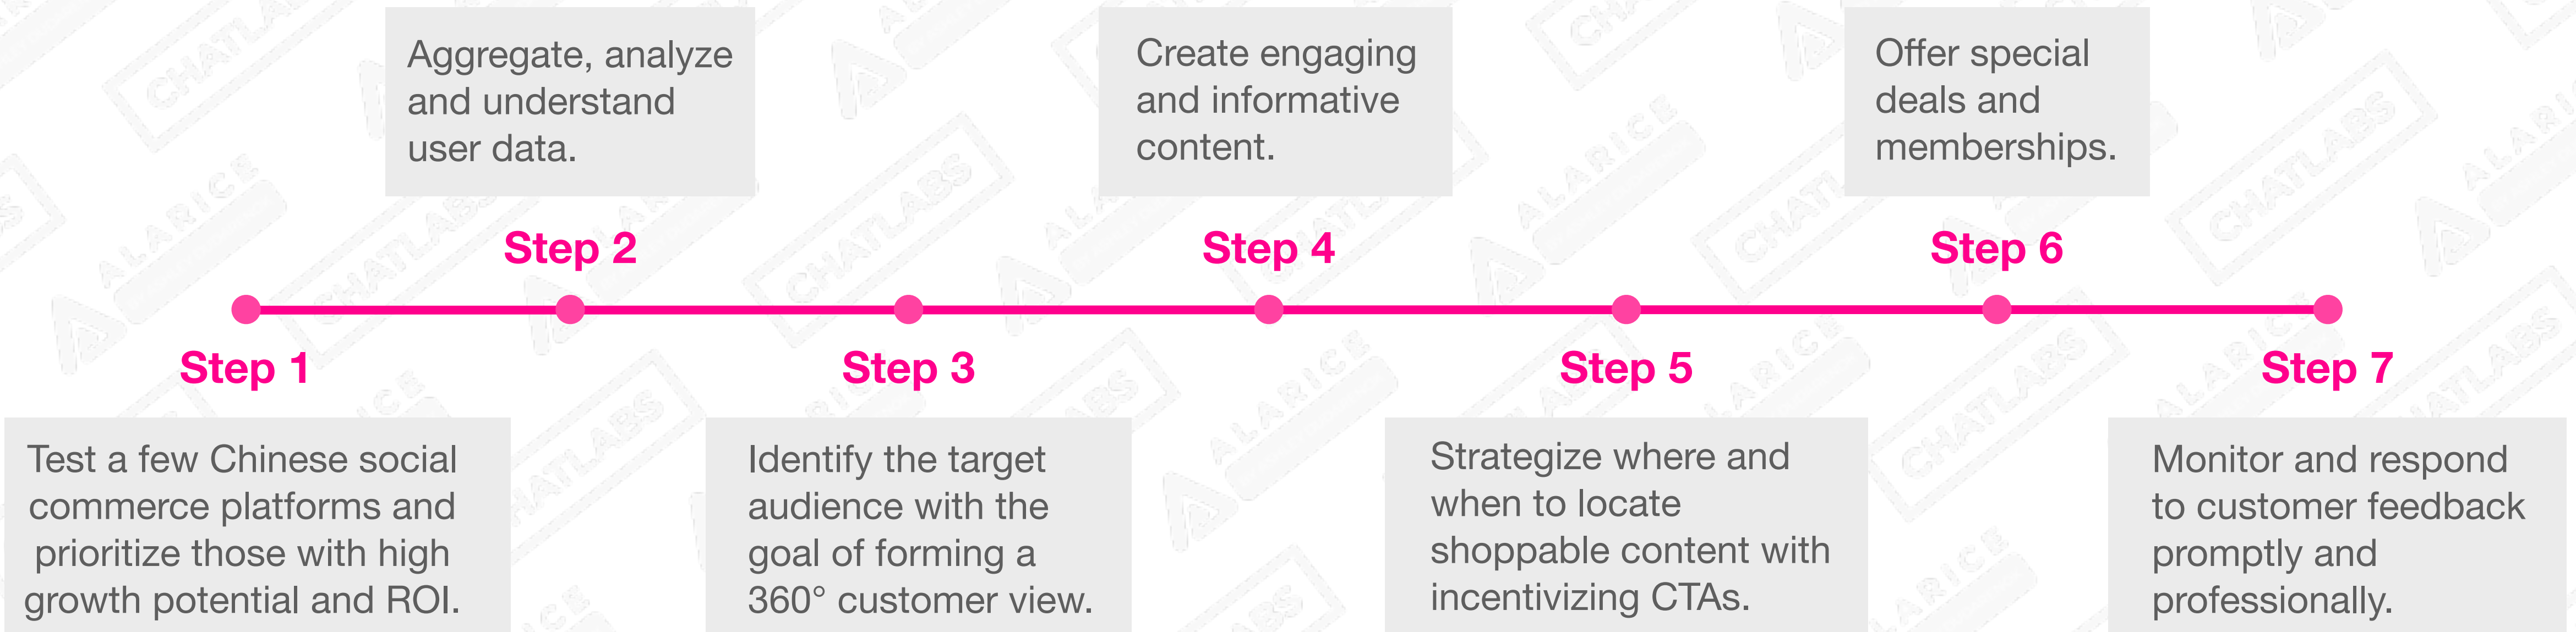 Aggregate, analyze
and understand
user data.
Create engaging
and informative
content.
Offer special
deals and
memberships.
Step 2
Step 4
Step 6
Step 1
Step 3
Step 5
Step 7
Test a few Chinese social
commerce platforms and
prioritize those with high
growth potential and ROI.
Identify the target
audience with the
goal of forming a
360° customer view.
Strategize where and
when to locate
shoppable content with
incentivizing CTAs.
Monitor and respond
to customer feedback
promptly and
professionally.
CHATLABS
ALARICE